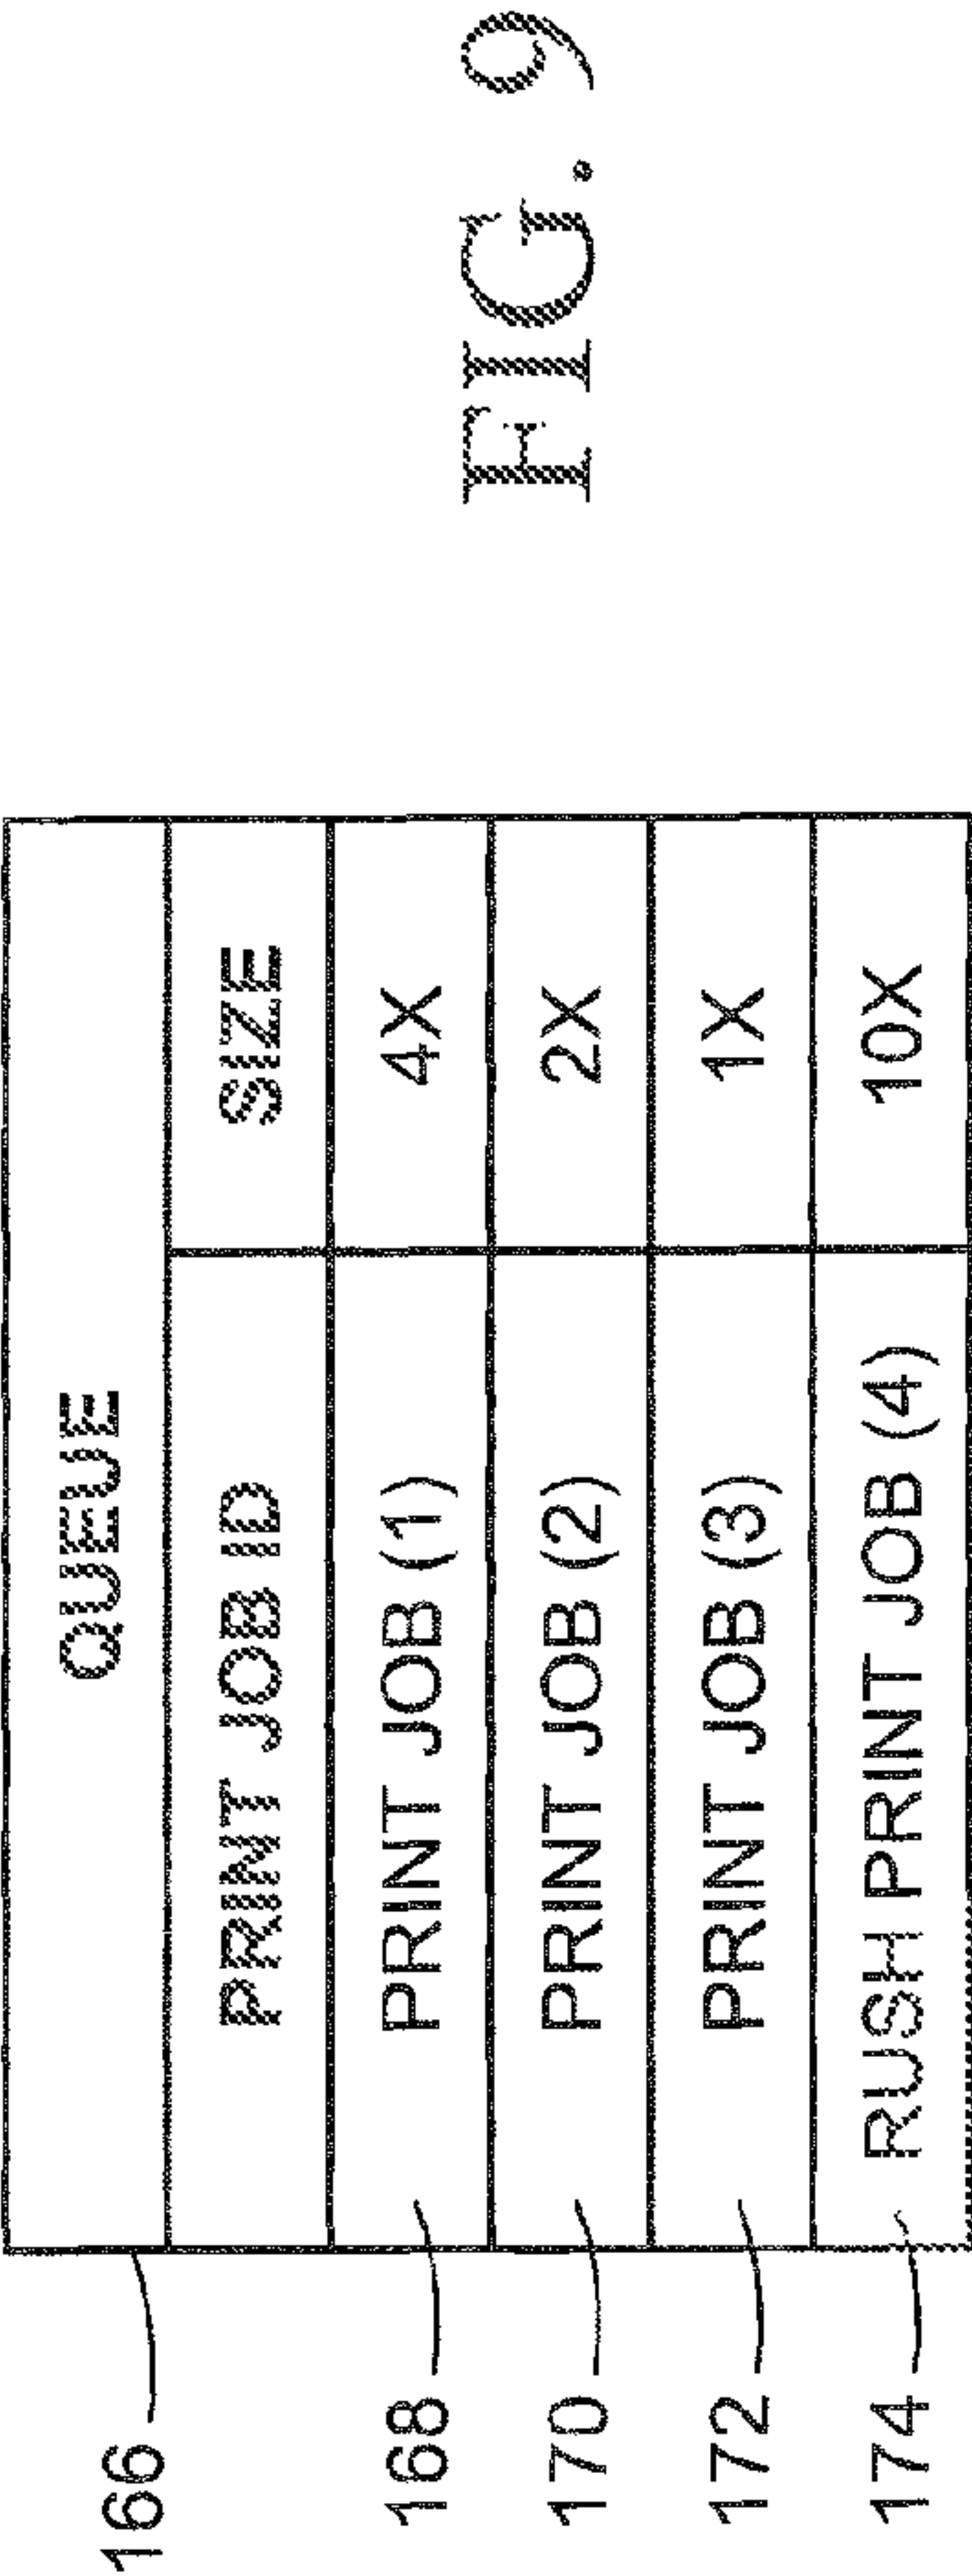 166
QUEUE
PRINT JOB ID SIZE
168 PRINT JOB (1) 4X
170 PRINT JOB (2) 2X
172 PRINT JOB (3) 1X
174 RUSH PRINT JOB (4) 10X
FIG. 9